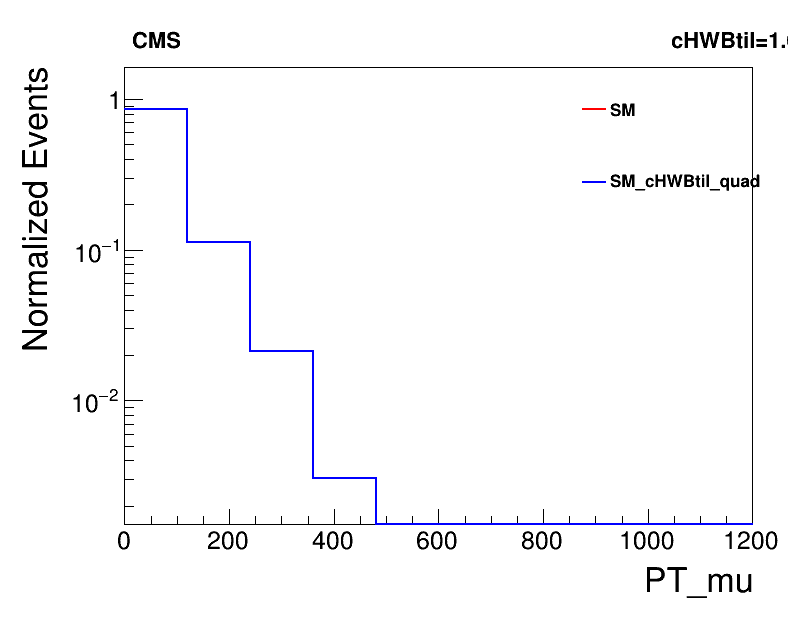 CMS
cHWBtil=1.
Normalized Events
1
10⁻¹
10⁻²
SM
SM_cHWBtil_quad
0 200 400 600 800 1000 1200
PT_mu